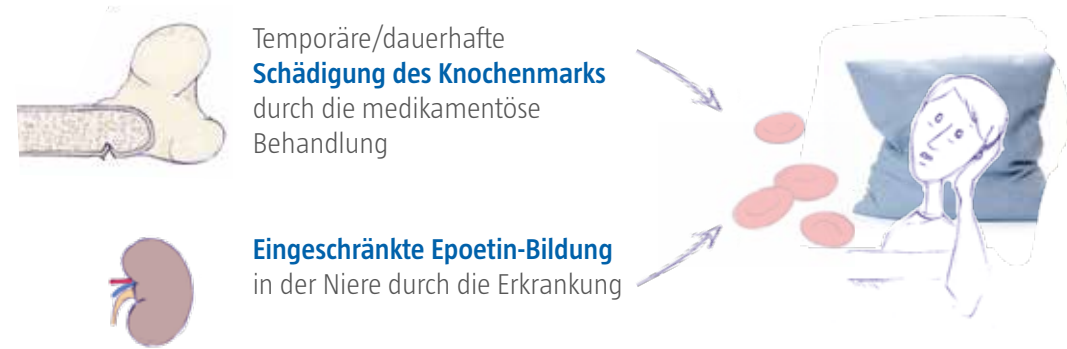 Temporäre/dauerhafte
Schädigung des Knochenmarks
durch die medikamentöse
Behandlung
Eingeschränkte Epoetin-Bildung
in der Niere durch die Erkrankung